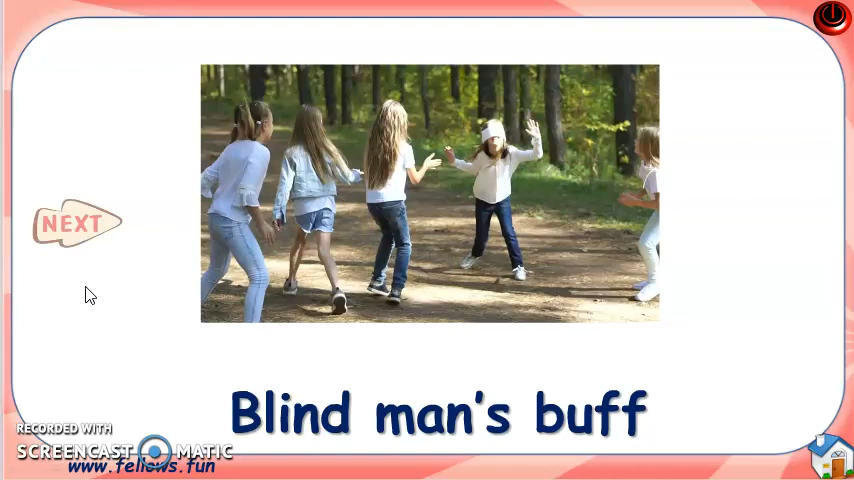 NEXT
Blind man's buff
RECORDED WITH
SCREENCAST MATIC
www.fellows.fun